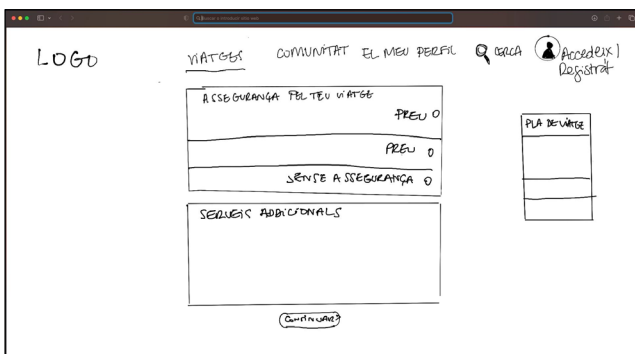 LOGO
VIATGES COMUNITAT EL MEU PERFIL CERCA Accedeix |
Registra't
ASSEGURANÇA PEL TEU VIATGE
PREU
PREU
SENSE ASSEGURANÇA
PLA DE VIATGE
SERVEIS ADDICIONALS
CONTINUAR